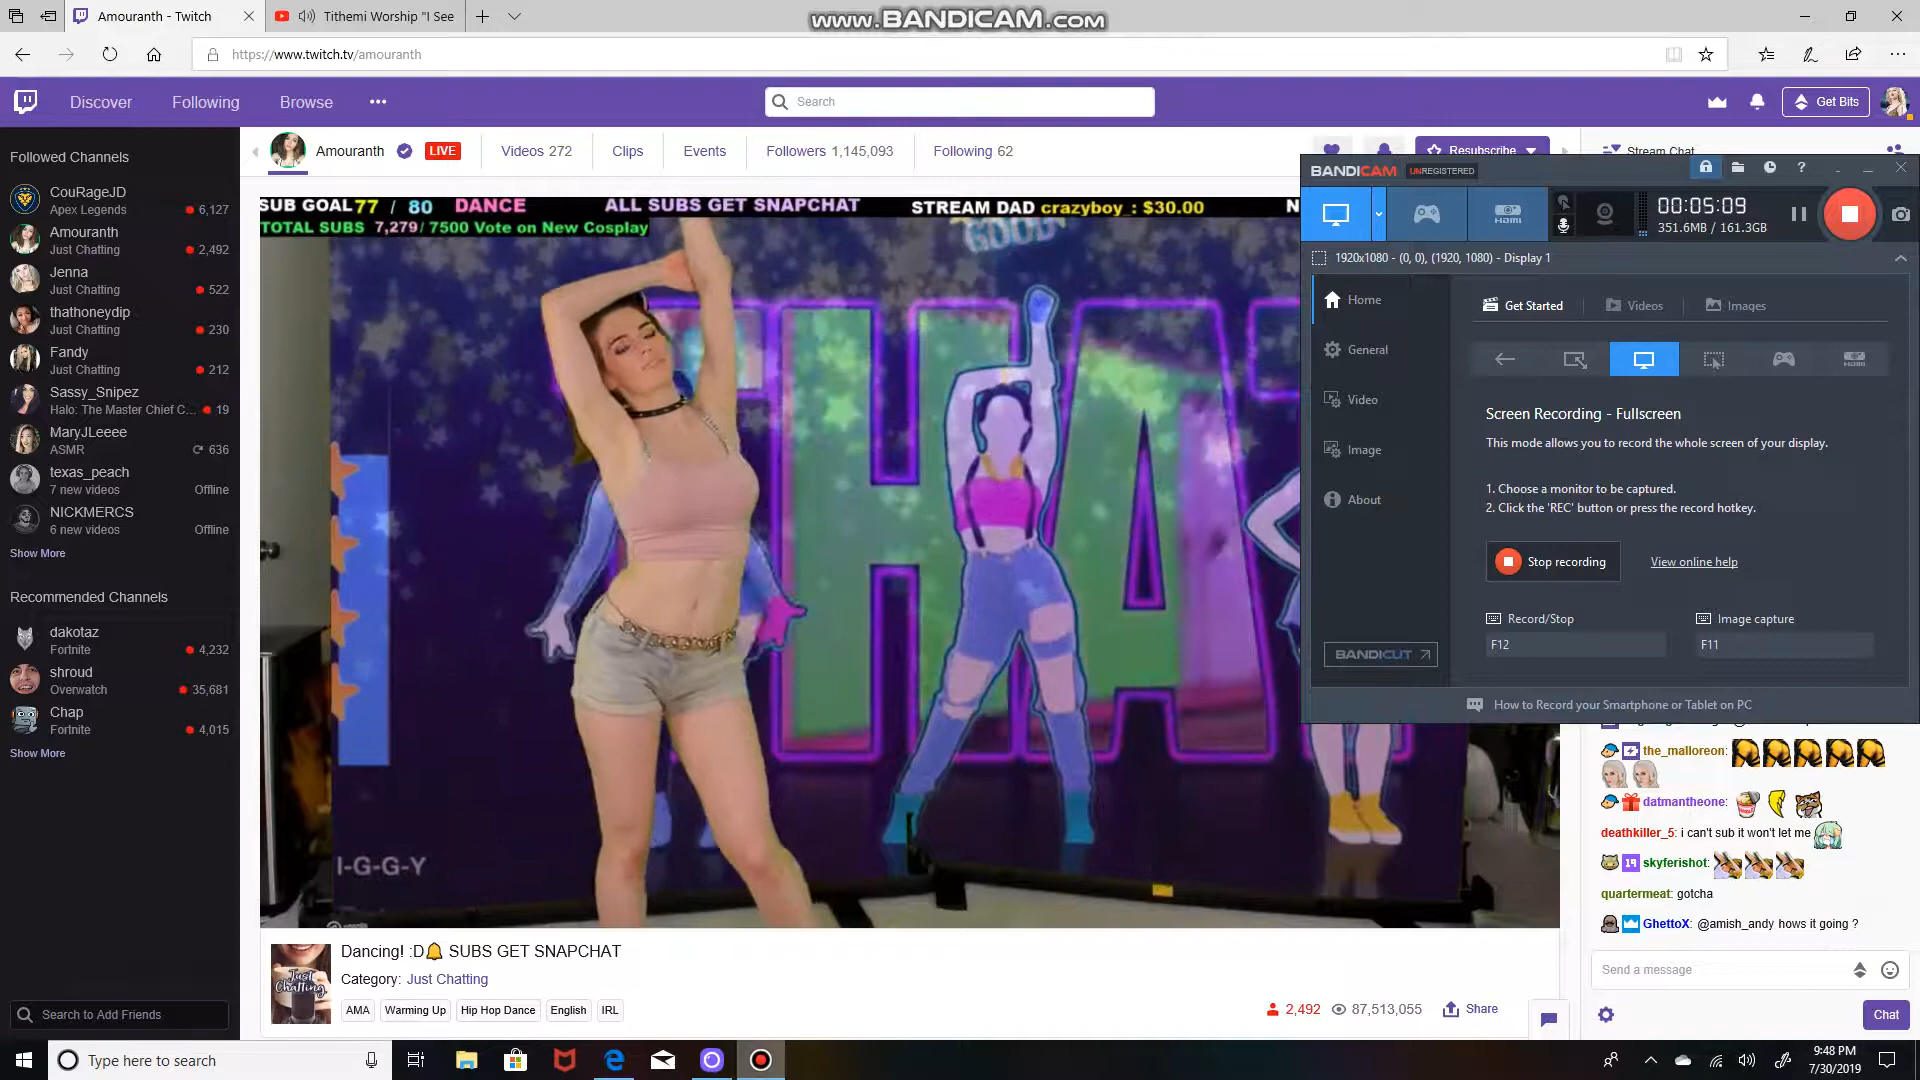 Amouranth - Twitch
Tithemi Worship "I See
www.BANDICAM.com
https://www.twitch.tv/amouranth
Discover
Following
Browse
Search
Get Bits
Followed Channels
CouRageJD
Apex Legends
6,127
Amouranth
Just Chatting
2,492
Jenna
Just Chatting
522
thathoneydip
Just Chatting
230
Fandy
Just Chatting
212
Sassy_Snipez
Halo: The Master Chief C...
19
MaryJLeeee
ASMR
636
texas_peach
7 new videos
Offline
NICKMERCS
6 new videos
Offline
Show More
Recommended Channels
dakotaz
Fortnite
4,232
shroud
Overwatch
35,681
Chap
Fortnite
4,015
Show More
Search to Add Friends
Amouranth
LIVE
Videos 272
Clips
Events
Followers 1,145,093
Following 62
Resubscribe
Stream Chat
SUB GOAL 77 / 80 DANCE
ALL SUBS GET SNAPCHAT
STREAM DAD crazyboy_: $30.00
N
TOTAL SUBS 7,279/ 7500 Vote on New Cosplay
GOOD
THAT
I-G-G-Y
BANDICAM UNREGISTERED
HDMI
00:05:09
351.6MB / 161.3GB
1920x1080 - (0, 0), (1920, 1080) - Display 1
Home
General
Video
Image
About
BANDICUT
Get Started
Videos
Images
HDMI
Screen Recording - Fullscreen
This mode allows you to record the whole screen of your display.
1. Choose a monitor to be captured.
2. Click the 'REC' button or press the record hotkey.
Stop recording
View online help
Record/Stop
F12
Image capture
F11
How to Record your Smartphone or Tablet on PC
the_malloreon:
datmantheone:
deathkiller_5: i can't sub it won't let me
19 skyferishot:
quartermeat: gotcha
GhettoX: @amish_andy hows it going ?
Send a message
Chat
Just Chatting
Dancing! :D SUBS GET SNAPCHAT
Category: Just Chatting
AMA
Warming Up
Hip Hop Dance
English
IRL
2,492
87,513,055
Share
Type here to search
9:48 PM
7/30/2019